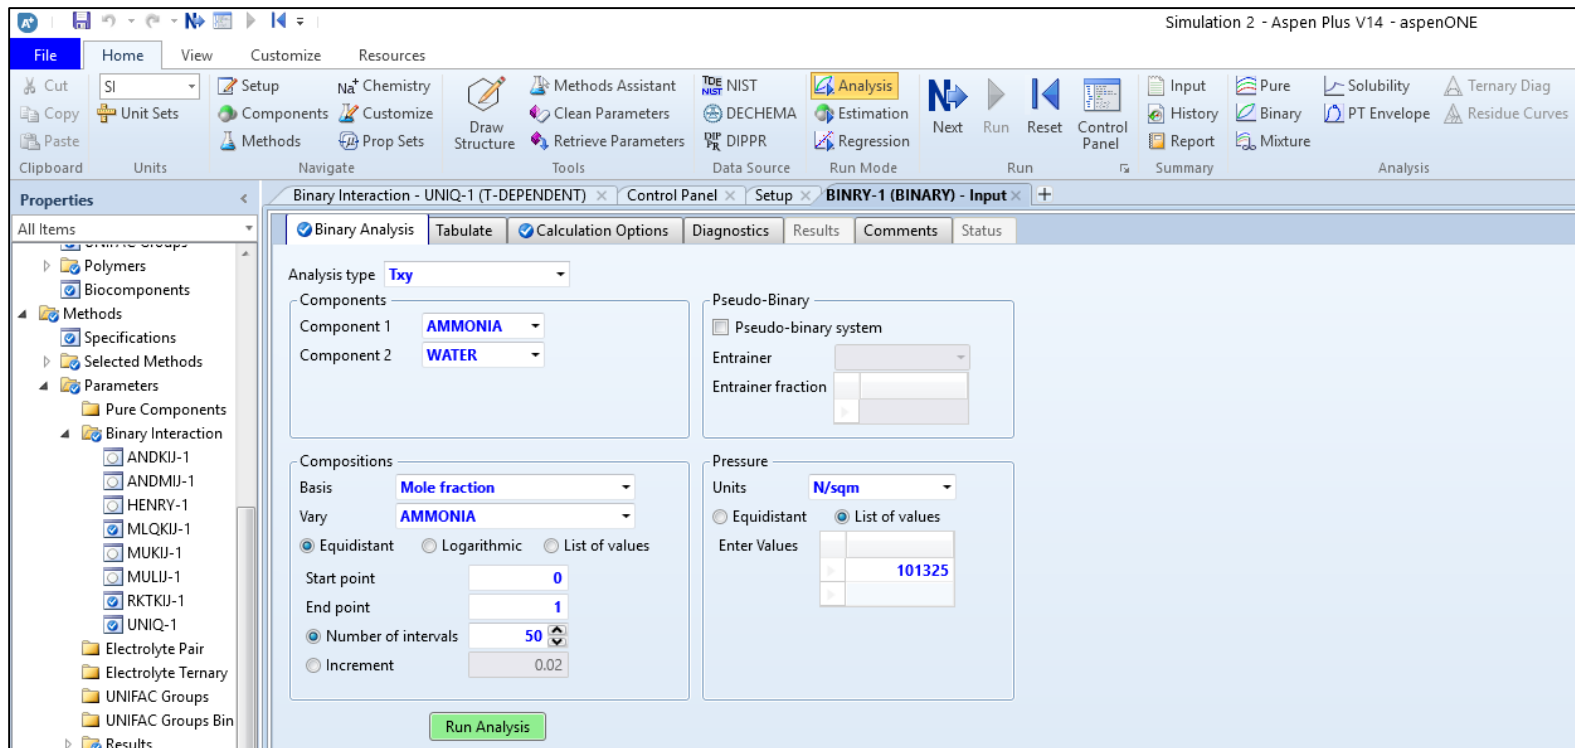 Simulation 2 - Aspen Plus V14 - aspenONE
File Home View Customize Resources
Cut SI Setup Na+ Chemistry Methods Assistant TDE NIST NIST Analysis Input Pure Solubility Ternary Diag
Copy Unit Sets Components Customize Draw Structure Clean Parameters DECHEMA Estimation Next Run Reset Control Panel History Binary PT Envelope Residue Curves
Paste Methods Prop Sets Retrieve Parameters DIPPR DIPPR Regression Report Mixture
Clipboard Units Navigate Tools Data Source Run Mode Run Summary Analysis
Properties
All Items
Polymers
Biocomponents
Methods
Specifications
Selected Methods
Parameters
Pure Components
Binary Interaction
ANDKIJ-1
ANDMIJ-1
HENRY-1
MLQKIJ-1
MUKIJ-1
MULIJ-1
RKTKIJ-1
UNIQ-1
Electrolyte Pair
Electrolyte Ternary
UNIFAC Groups
UNIFAC Groups Bin
Results
Binary Interaction - UNIQ-1 (T-DEPENDENT) Control Panel Setup BINRY-1 (BINARY) - Input
Binary Analysis Tabulate Calculation Options Diagnostics Results Comments Status
Analysis type Txy
Components
Component 1 AMMONIA
Component 2 WATER
Pseudo-Binary
Pseudo-binary system
Entrainer
Entrainer fraction
Compositions
Basis Mole fraction
Vary AMMONIA
Equidistant Logarithmic List of values
Start point 0
End point 1
Number of intervals 50
Increment 0.02
Pressure
Units N/sqm
Equidistant List of values
Enter Values
101325
Run Analysis